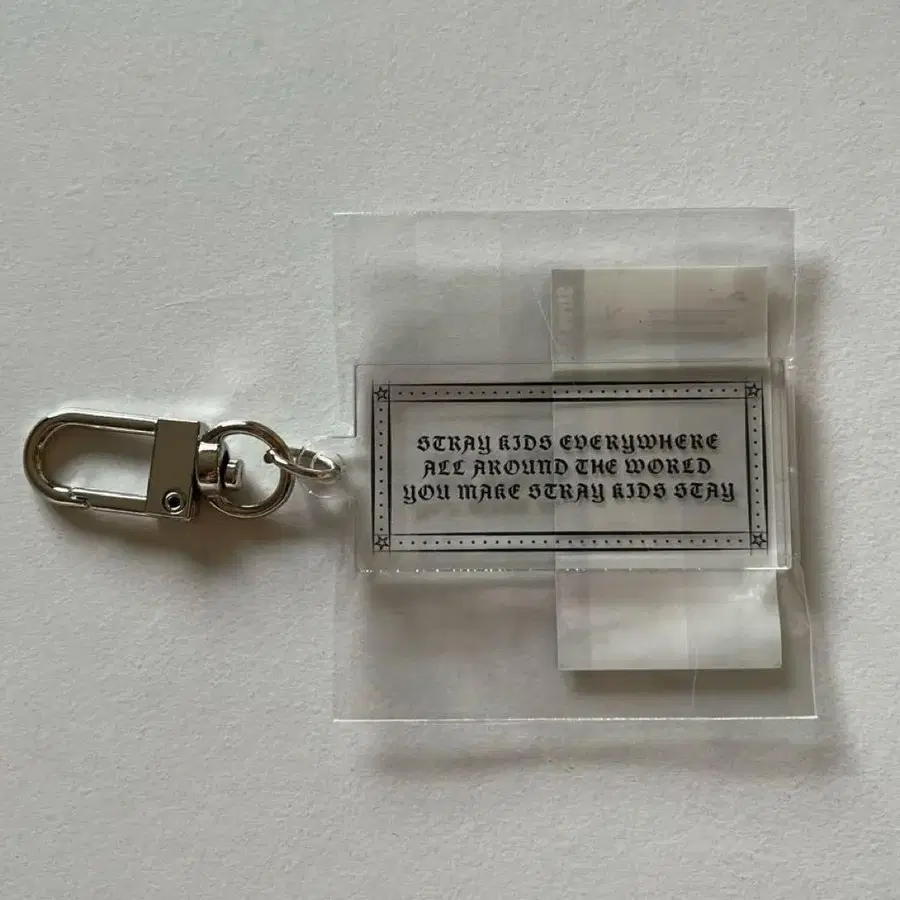 STRAY KIDS EVERYWHERE
ALL AROUND THE WORLD
YOU MAKE STRAY KIDS STAY